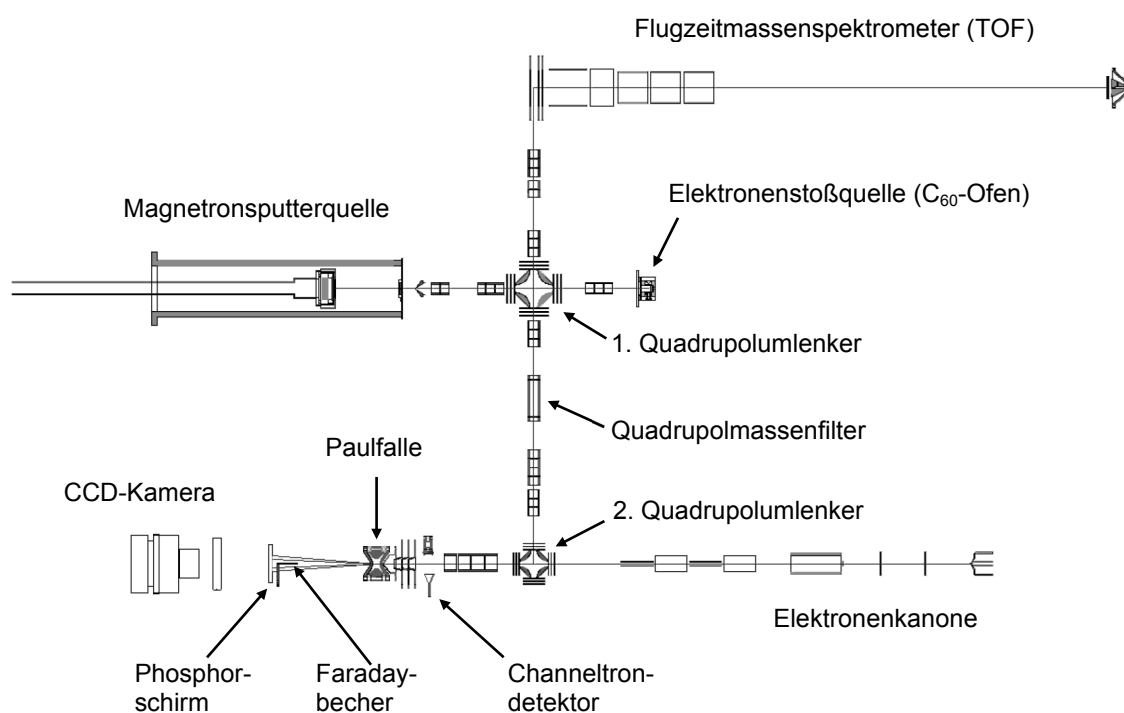 Flugzeitmassenspektrometer (TOF)
Elektronenstoßquelle (C₆₀-Ofen)
Magnetronsputterquelle
1. Quadrupolumlenker
Quadrupolmassenfilter
Paulfalle
CCD-Kamera
2. Quadrupolumlenker
Elektronenkanone
Phosphor-
schirm
Faraday-
becher
Channeltron-
detektor